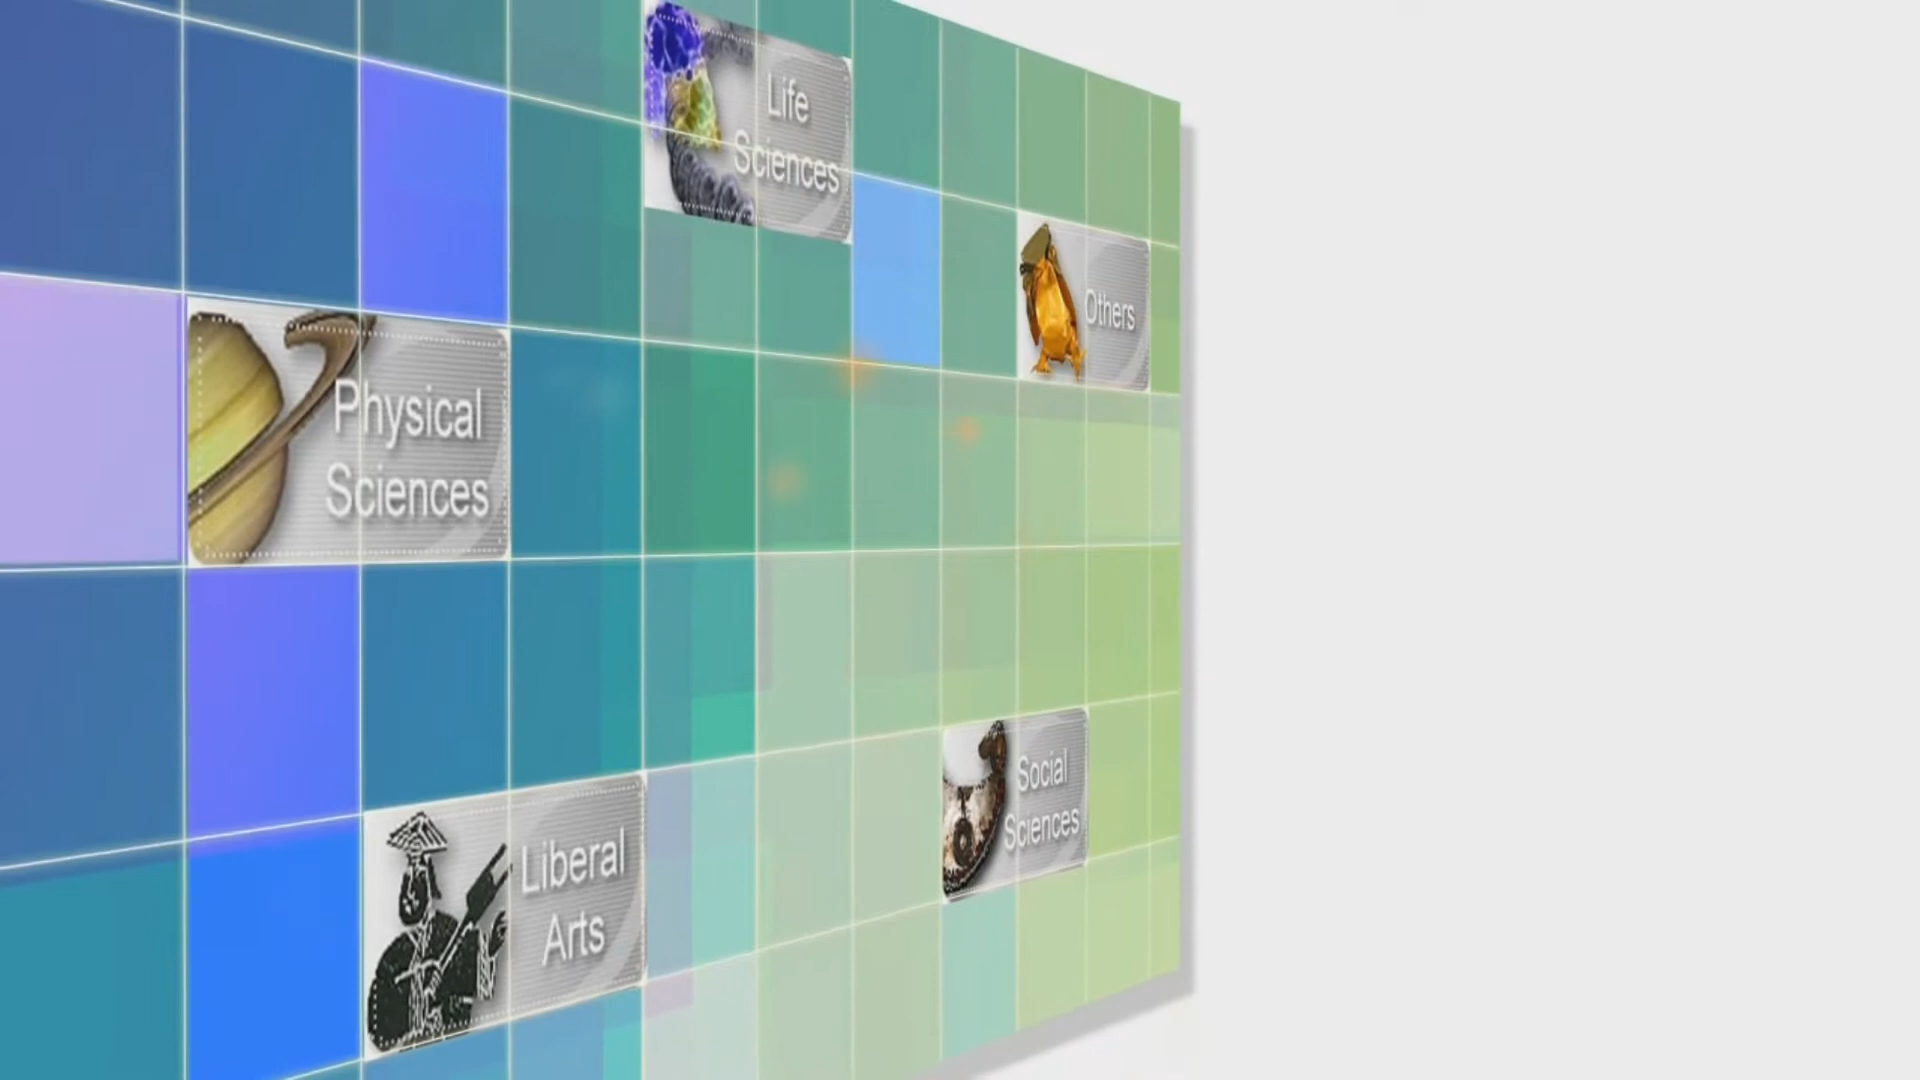 Life
Sciences
Others
Physical
Sciences
Social
Sciences
Liberal
Arts